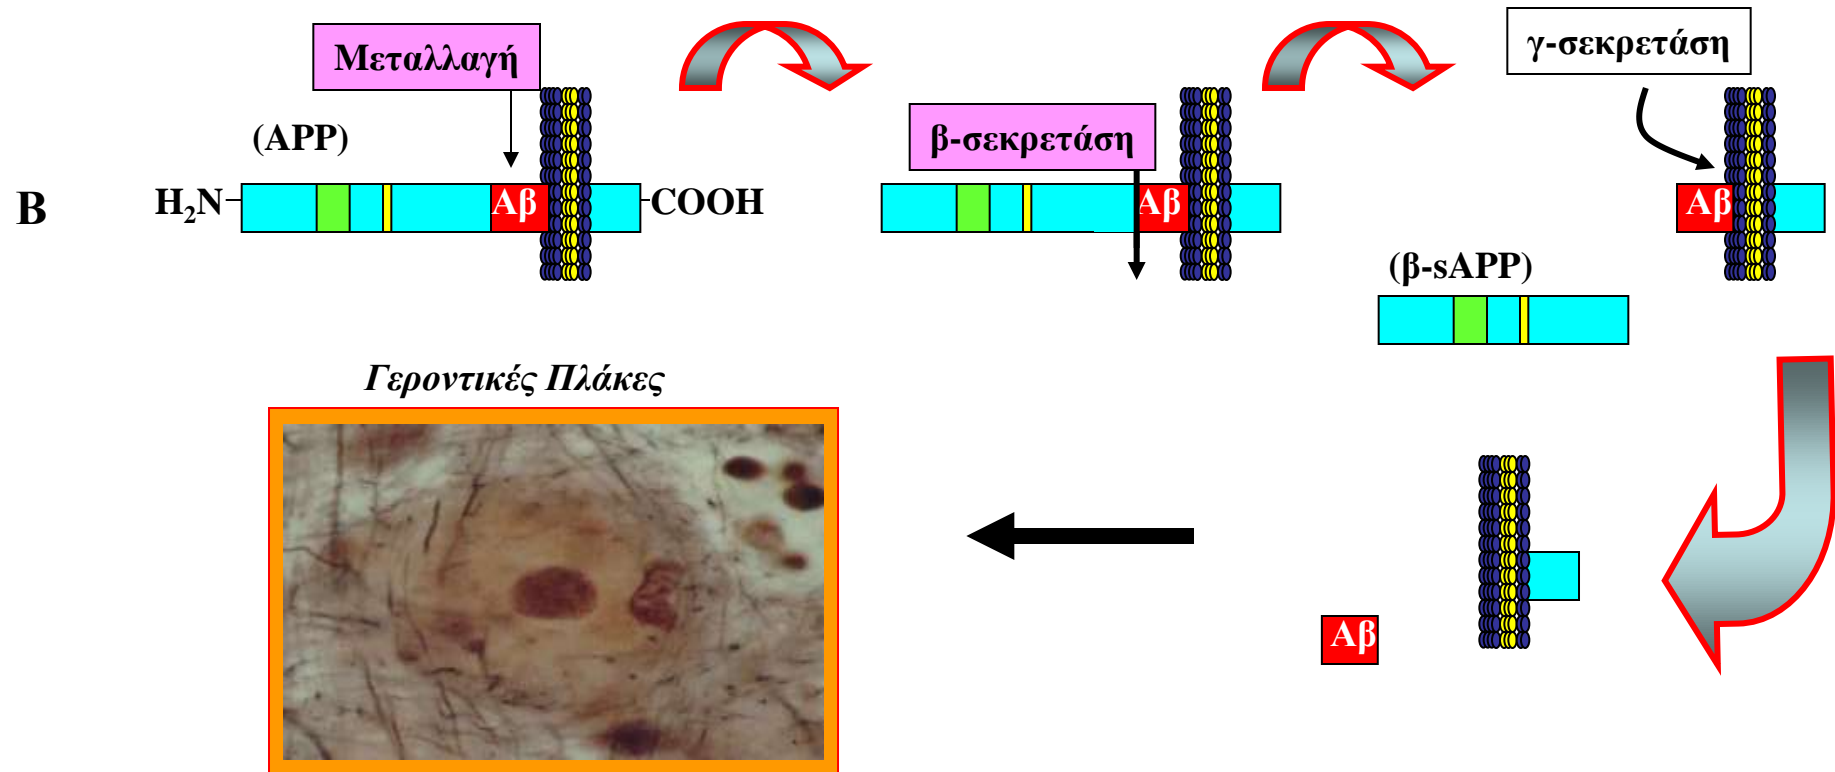 Μεταλλαγή
γ-σεκρετάση
(APP)
β-σεκρετάση
B
H2N
Aβ
COOH
Aβ
Aβ
(β-sAPP)
Γεροντικές Πλάκες
Aβ